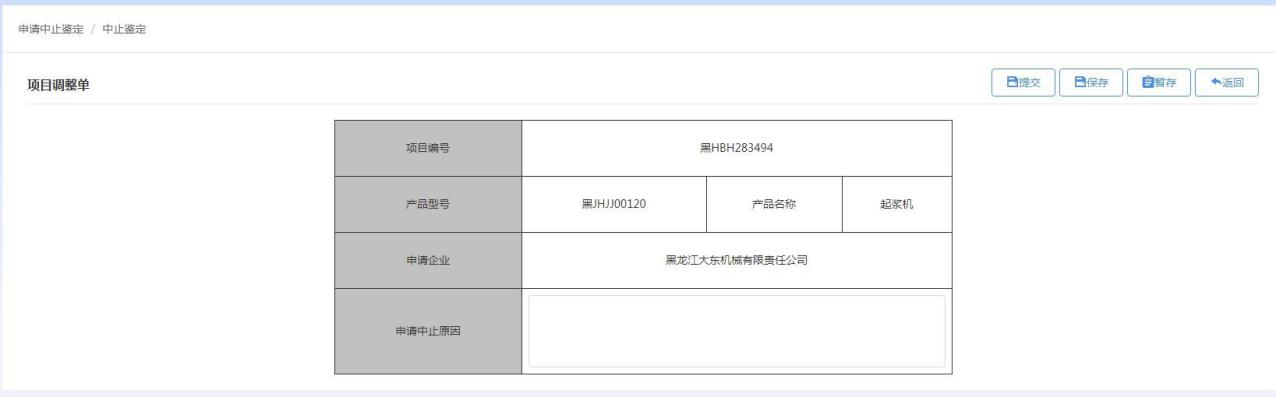 申请中止鉴定 / 中止鉴定
项目调整单
提交 保存 暂存 返回
项目编号 黑HBH283494
产品型号 黑JHJJ00120 产品名称 起浆机
申请企业 黑龙江大东机械有限责任公司
申请中止原因